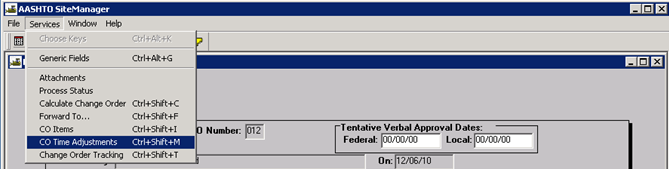 AASHTO SiteManager
File Services Window Help
Choose Keys Ctrl+Alt+K
Generic Fields Ctrl+Alt+G
Attachments
Process Status
Calculate Change Order Ctrl+Shift+C
Forward To... Ctrl+Shift+F
CO Items Ctrl+Shift+I
O Number: 012
Tentative Verbal Approval Dates:
CO Time Adjustments Ctrl+Shift+M
Federal: 00/00/00 Local: 00/00/00
Change Order Tracking Ctrl+Shift+T
On: 12/06/10